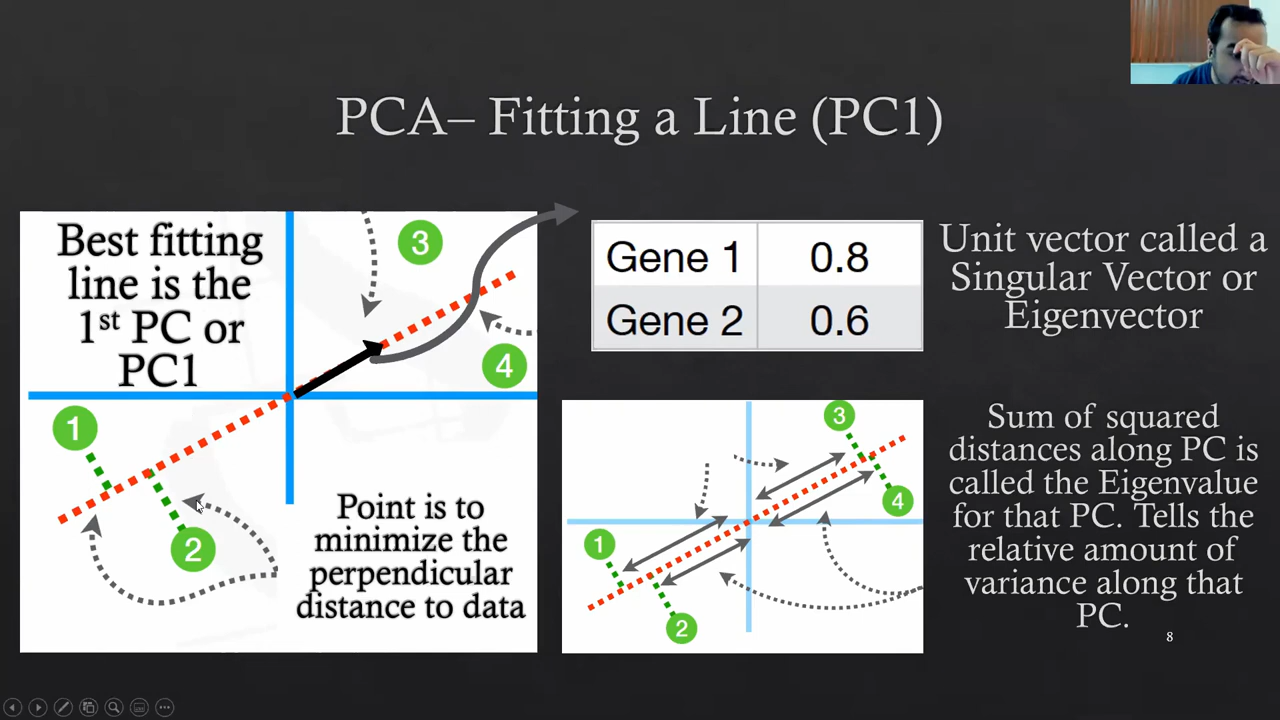 PCA– Fitting a Line (PC1)
Best fitting
line is the
1st PC or
PC1
3
4
1
2
Point is to
minimize the
perpendicular
distance to data
Gene 1 0.8
Gene 2 0.6
Unit vector called a
Singular Vector or
Eigenvector
3
4
1
2
Sum of squared
distances along PC is
called the Eigenvalue
for that PC. Tells the
relative amount of
variance along that
PC.
8